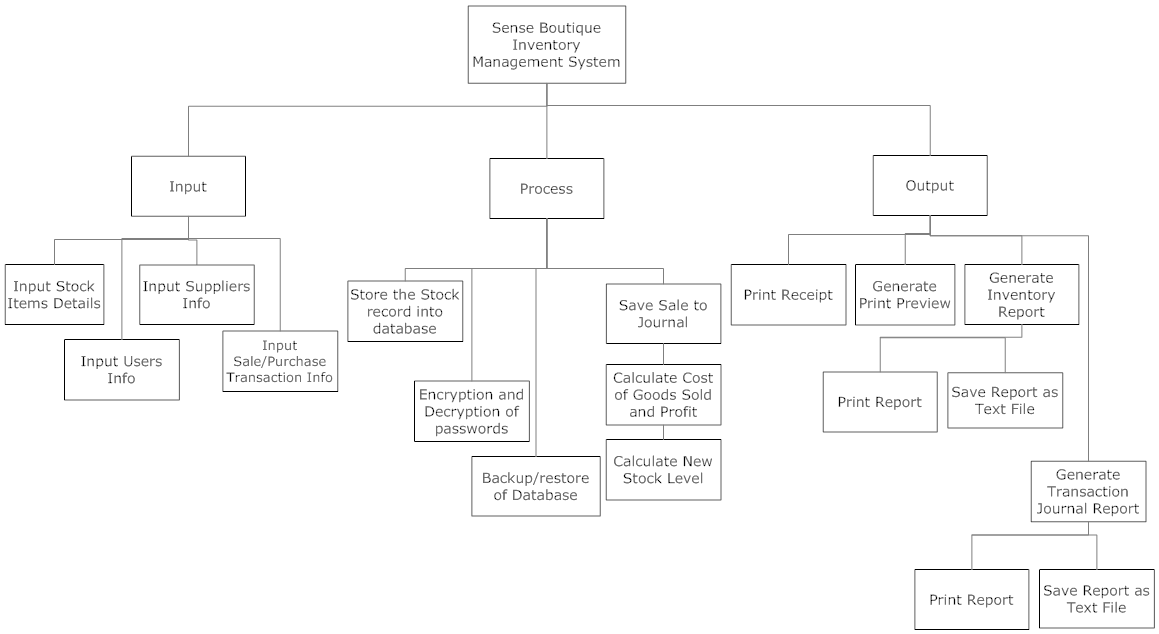 Sense Boutique
Inventory
Management System
Input
Process
Output
Input Stock
Items Details
Input Suppliers
Info
Input Users
Info
Input
Sale/Purchase
Transaction Info
Store the Stock
record into
database
Encryption and
Decryption of
passwords
Backup/restore
of Database
Save Sale to
Journal
Calculate Cost
of Goods Sold
and Profit
Calculate New
Stock Level
Print Receipt
Generate
Print Preview
Generate
Inventory
Report
Print Report
Save Report as
Text File
Generate
Transaction
Journal Report
Print Report
Save Report as
Text File